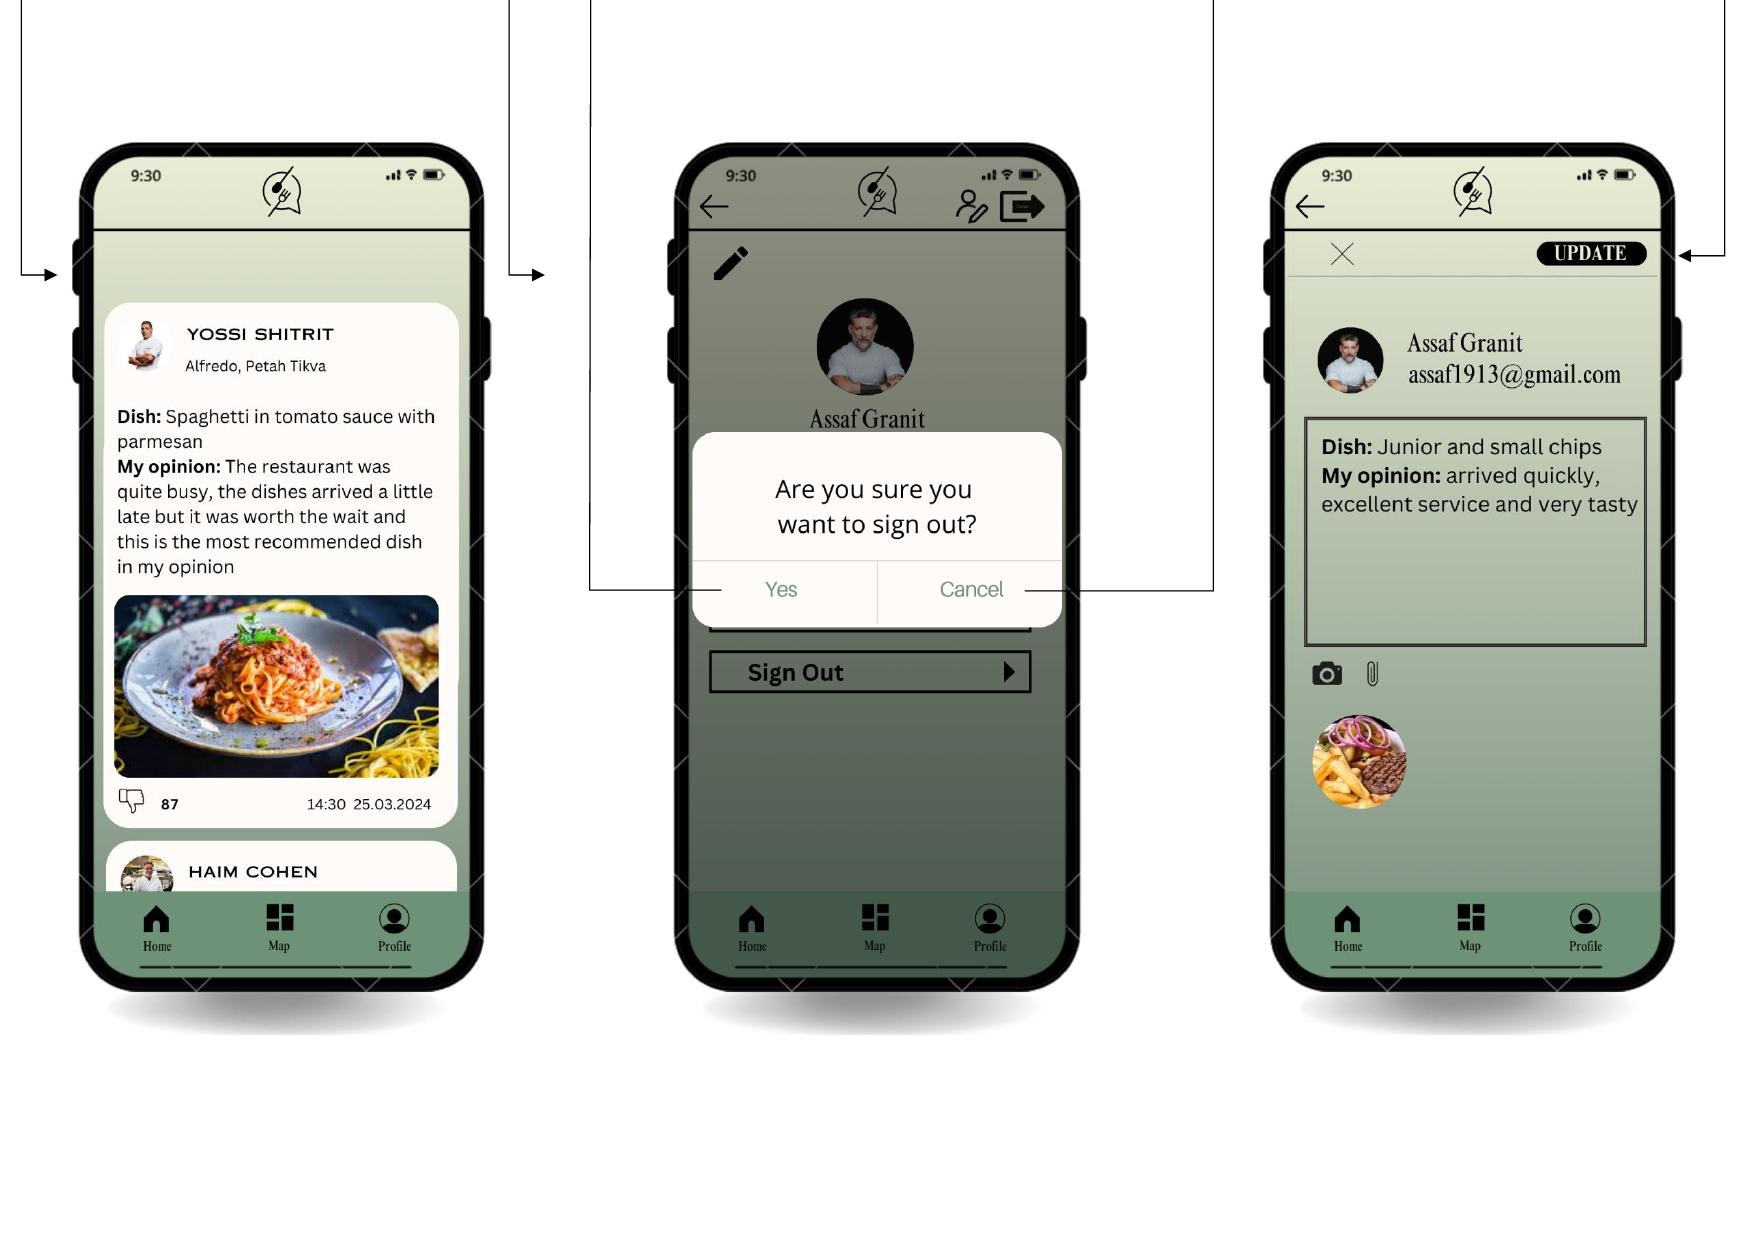 9:30
YOSSI SHITRIT
Alfredo, Petah Tikva
Dish: Spaghetti in tomato sauce with
parmesan
My opinion: The restaurant was
quite busy, the dishes arrived a little
late but it was worth the wait and
this is the most recommended dish
in my opinion
87
14:30 25.03.2024
HAIM COHEN
Home
Map
Profile
9:30
Assaf Granit
Are you sure you
want to sign out?
Yes
Cancel
Sign Out
Home
Map
Profile
9:30
UPDATE
Assaf Granit
assaf1913@gmail.com
Dish: Junior and small chips
My opinion: arrived quickly,
excellent service and very tasty
Home
Map
Profile